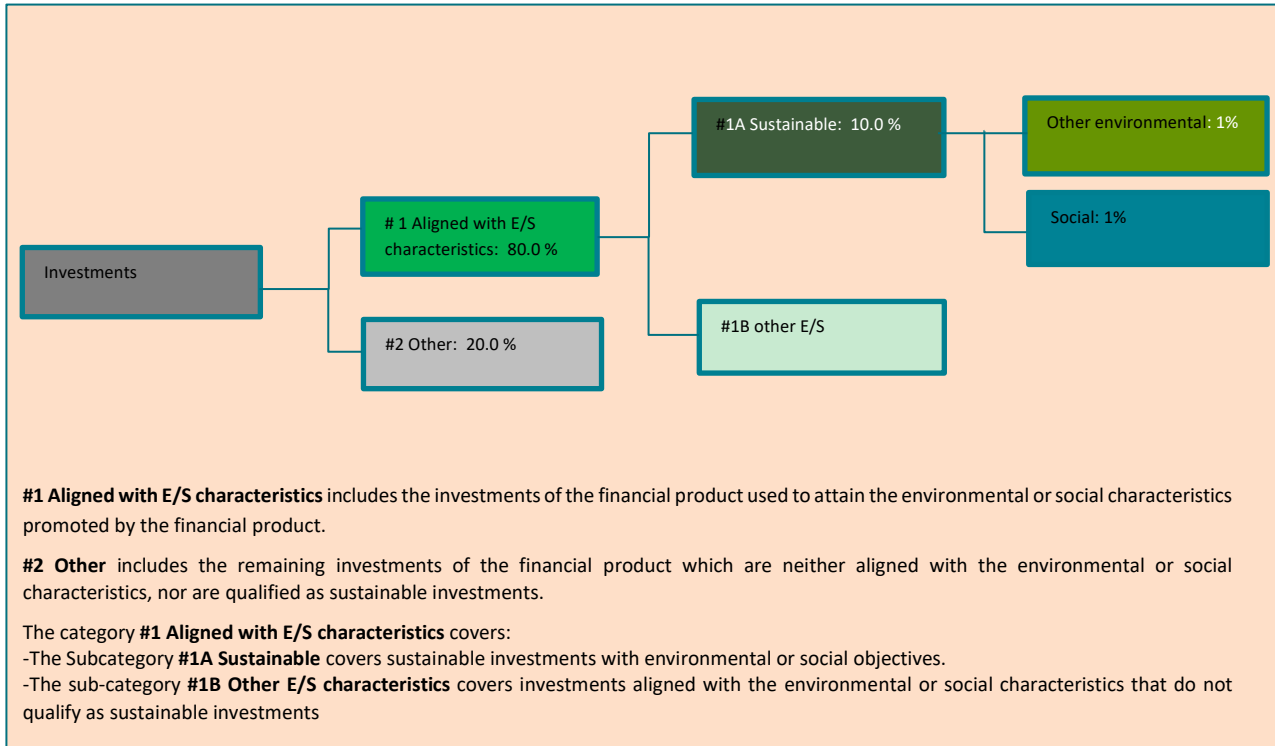 #1A Sustainable: 10.0 %
Other environmental: 1%
# 1 Aligned with E/S
characteristics: 80.0 %
Social: 1%
Investments
#2 Other: 20.0 %
#1B other E/S
#1 Aligned with E/S characteristics includes the investments of the financial product used to attain the environmental or social characteristics
promoted by the financial product.
#2 Other includes the remaining investments of the financial product which are neither aligned with the environmental or social
characteristics, nor are qualified as sustainable investments.
The category #1 Aligned with E/S characteristics covers:
-The Subcategory #1A Sustainable covers sustainable investments with environmental or social objectives.
-The sub-category #1B Other E/S characteristics covers investments aligned with the environmental or social characteristics that do not
qualify as sustainable investments